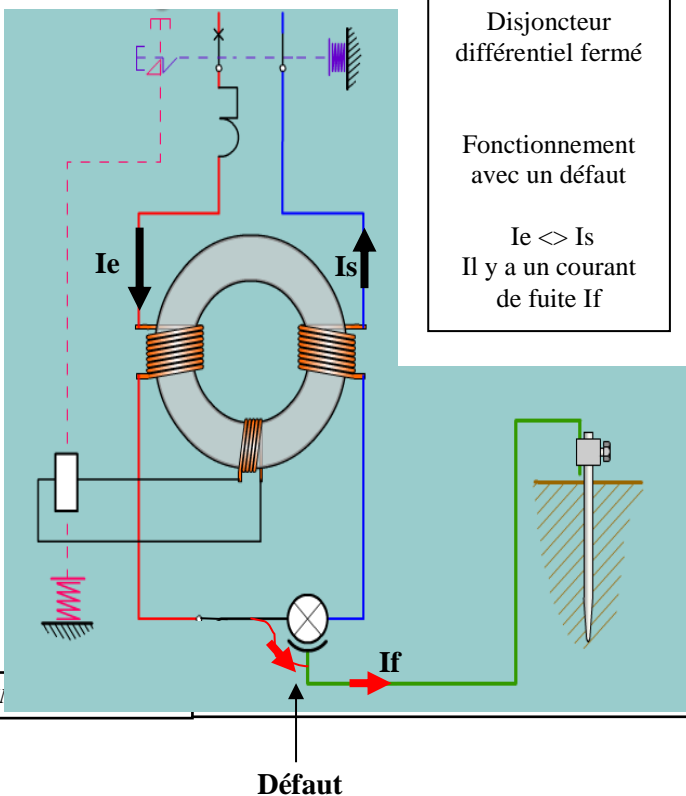 Disjoncteur
différentiel fermé
Fonctionnement
avec un défaut
Ie <> Is
Il y a un courant
de fuite If
Ie
Is
If
Défaut